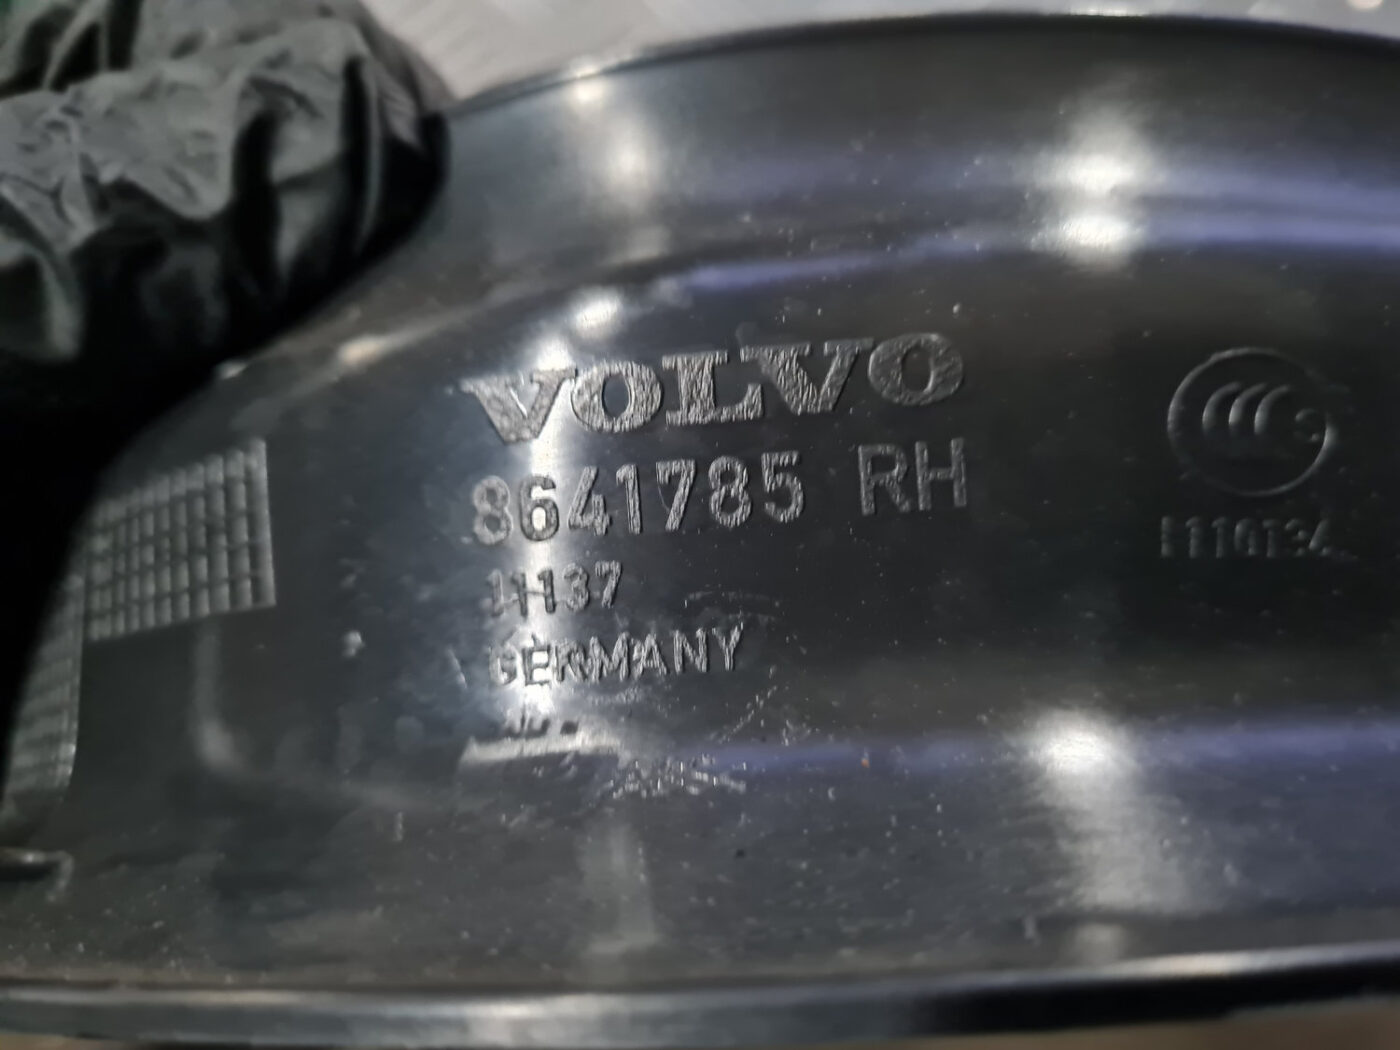 VOLVO
8641785 RH
1H37
GERMANY